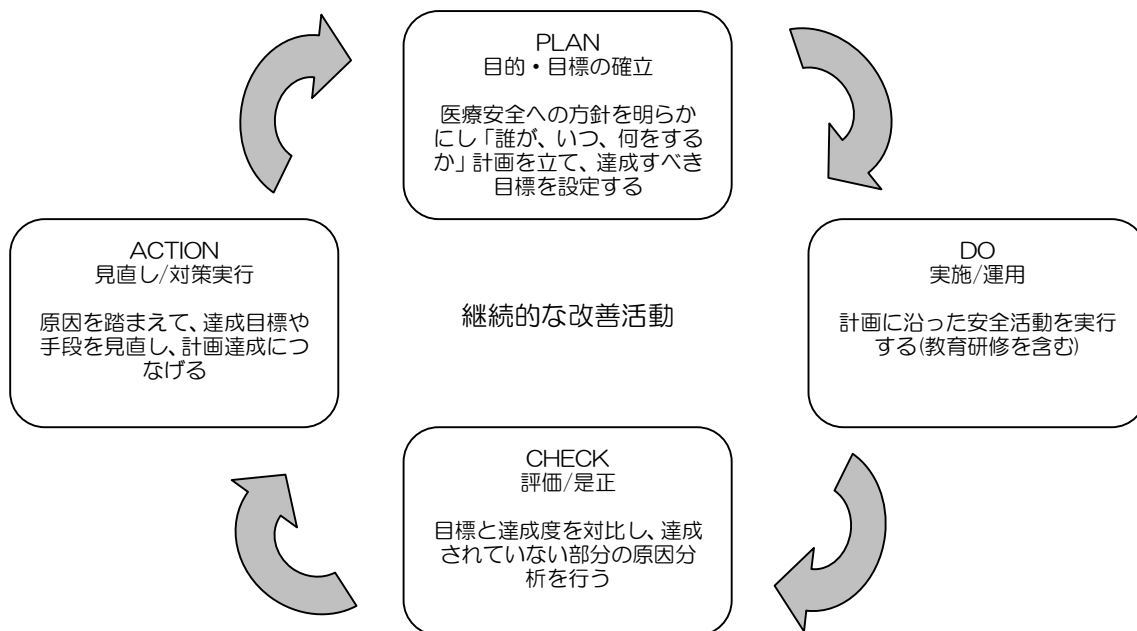 PLAN
目的・目標の確立
医療安全への方針を明らか
にし「誰が、いつ、何をする
か」計画を立て、達成すべき
目標を設定する
ACTION
見直し/対策実行
原因を踏まえて、達成目標や
手段を見直し、計画達成につ
なげる
継続的な改善活動
DO
実施/運用
計画に沿った安全活動を実行
する(教育研修を含む)
CHECK
評価/是正
目標と達成度を対比し、達成
されていない部分の原因分
析を行う